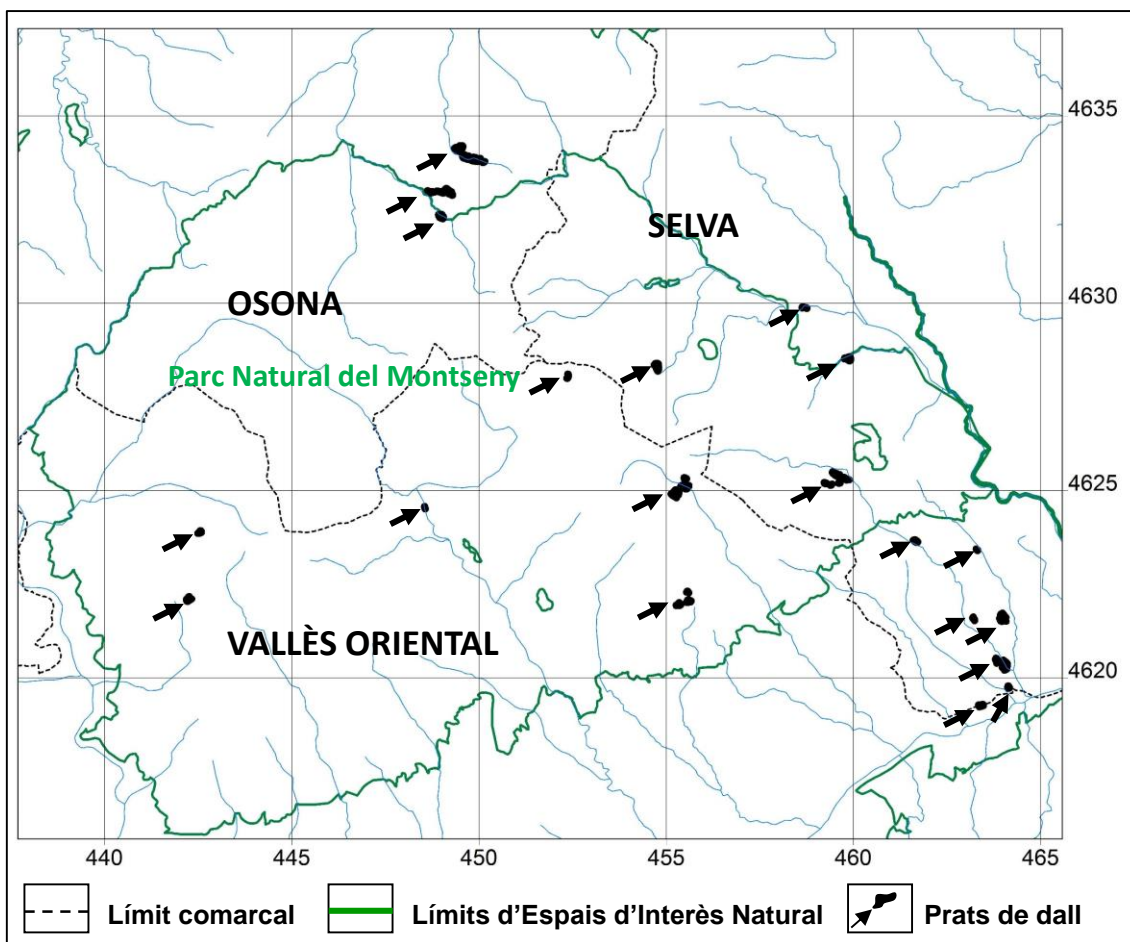 4635
SELVA
OSONA
4630
Parc Natural del Montseny
4625
VALLÈS ORIENTAL
4620
440 445 450 455 460 465
Límit comarcal Límits d'Espais d'Interès Natural Prats de dall